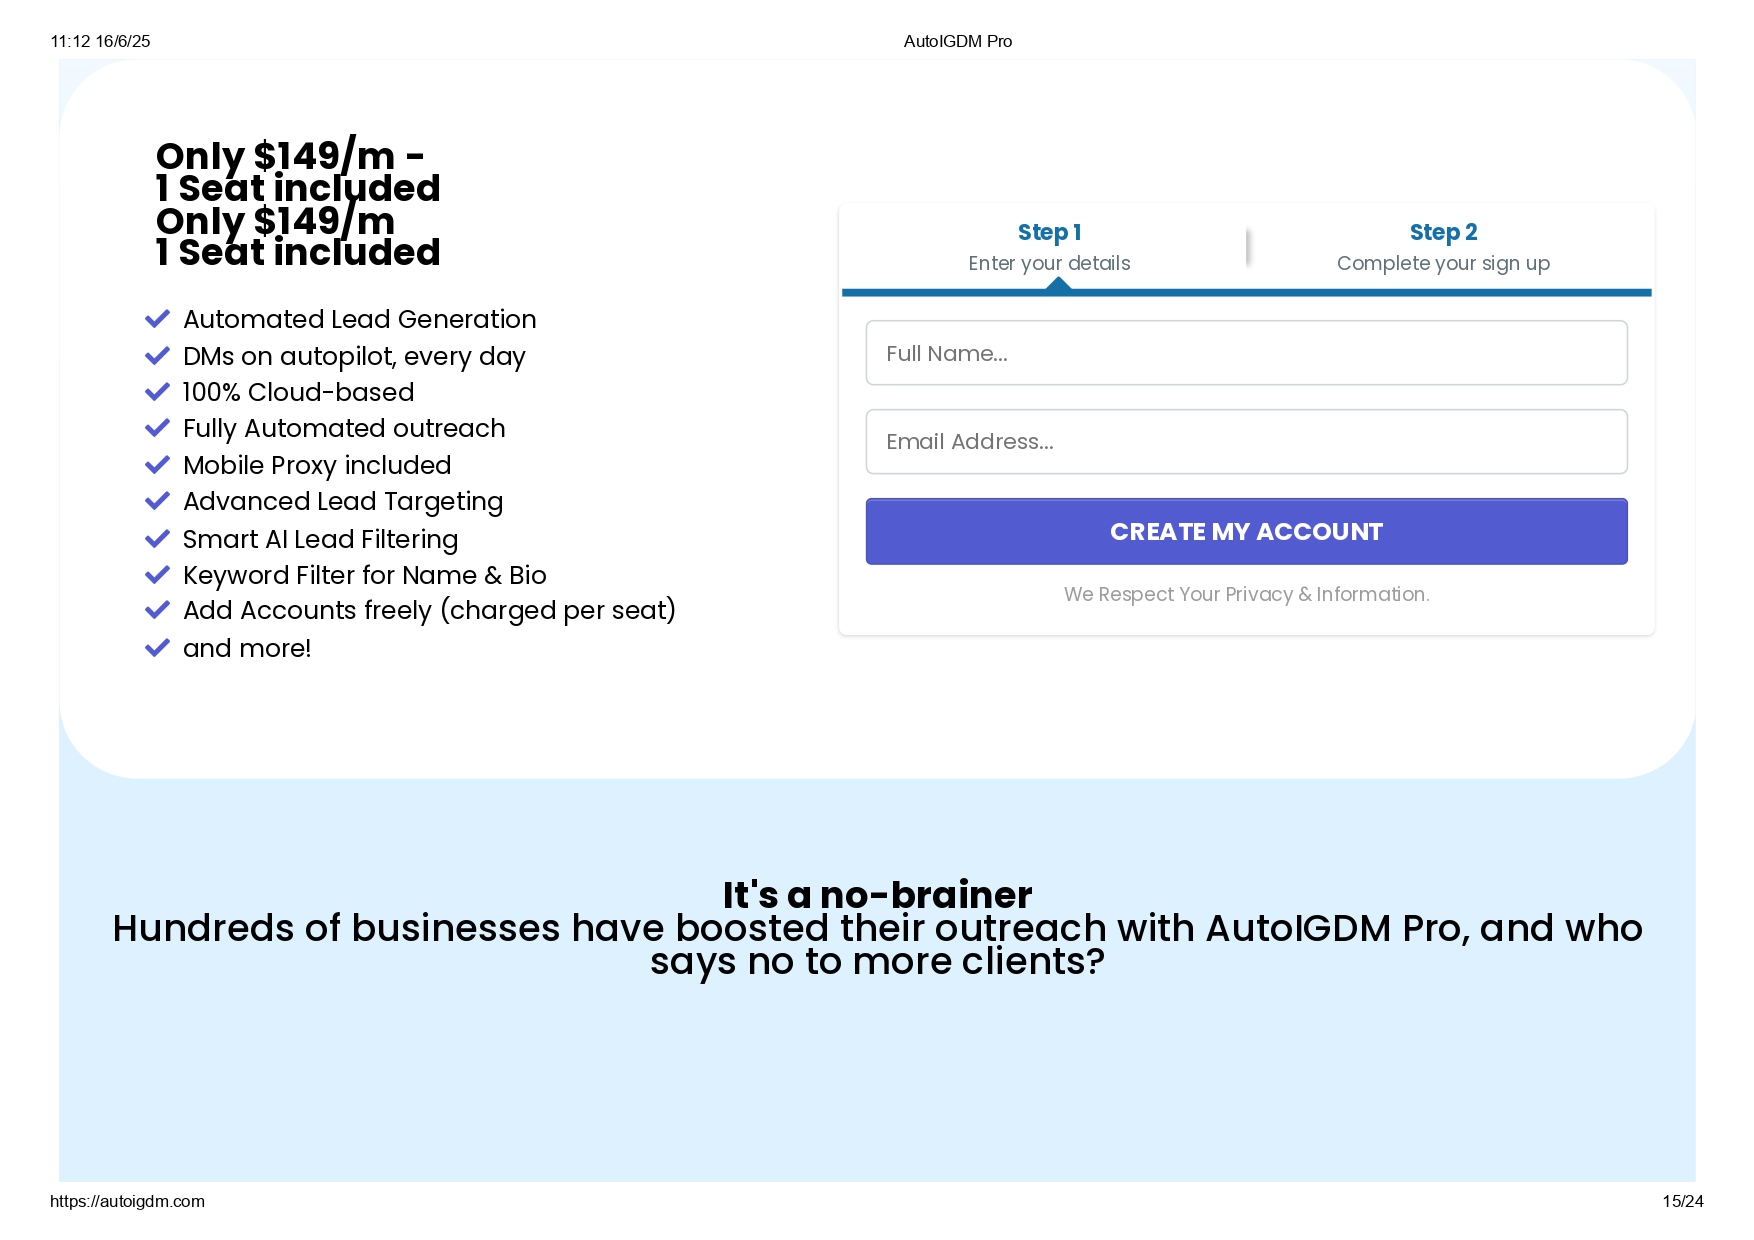 11:12 16/6/25
AutoIGDM Pro
Only $149/m -
1 Seat included
Only $149/m
1 Seat included
Automated Lead Generation
DMs on autopilot, every day
100% Cloud-based
Fully Automated outreach
Mobile Proxy included
Advanced Lead Targeting
Smart AI Lead Filtering
Keyword Filter for Name & Bio
Add Accounts freely (charged per seat)
and more!
Step 1
Enter your details
Step 2
Complete your sign up
Full Name...
Email Address...
CREATE MY ACCOUNT
We Respect Your Privacy & Information.
It's a no-brainer
Hundreds of businesses have boosted their outreach with AutoIGDM Pro, and who
says no to more clients?
https://autoigdm.com
15/24